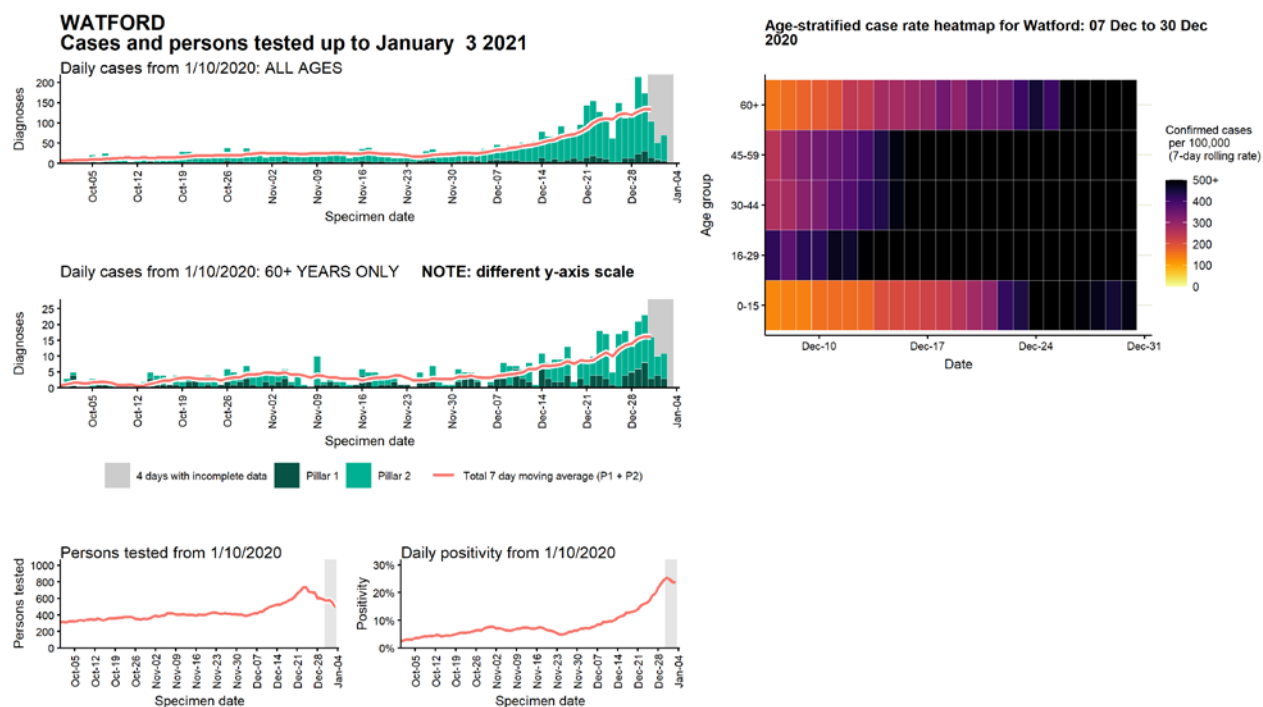 WATFORD
Cases and persons tested up to January 3 2021
Daily cases from 1/10/2020: ALL AGES
Diagnoses
200
150
100
50
0
Oct-05
Oct-12
Oct-19
Oct-26
Nov-02
Nov-09
Nov-16
Nov-23
Nov-30
Dec-07
Dec-14
Dec-21
Dec-28
Jan-04
Specimen date
Daily cases from 1/10/2020: 60+ YEARS ONLY NOTE: different y-axis scale
Diagnoses
25
20
15
10
5
0
Oct-05
Oct-12
Oct-19
Oct-26
Nov-02
Nov-09
Nov-16
Nov-23
Nov-30
Dec-07
Dec-14
Dec-21
Dec-28
Jan-04
Specimen date
4 days with incomplete data Pillar 1 Pillar 2 Total 7 day moving average (P1 + P2)
Persons tested from 1/10/2020
Persons tested
1000
800
600
400
200
0
Oct-05
Oct-12
Oct-19
Oct-26
Nov-02
Nov-09
Nov-16
Nov-23
Nov-30
Dec-07
Dec-14
Dec-21
Dec-28
Jan-04
Specimen date
Daily positivity from 1/10/2020
Positivity
30%
20%
10%
0%
Oct-05
Oct-12
Oct-19
Oct-26
Nov-02
Nov-09
Nov-16
Nov-23
Nov-30
Dec-07
Dec-14
Dec-21
Dec-28
Jan-04
Specimen date
Age-stratified case rate heatmap for Watford: 07 Dec to 30 Dec
2020
Age group
60+
45-59
30-44
16-29
0-15
Dec-10
Dec-17
Dec-24
Dec-31
Date
Confirmed cases
per 100,000
(7-day rolling rate)
500+
400
300
200
100
0